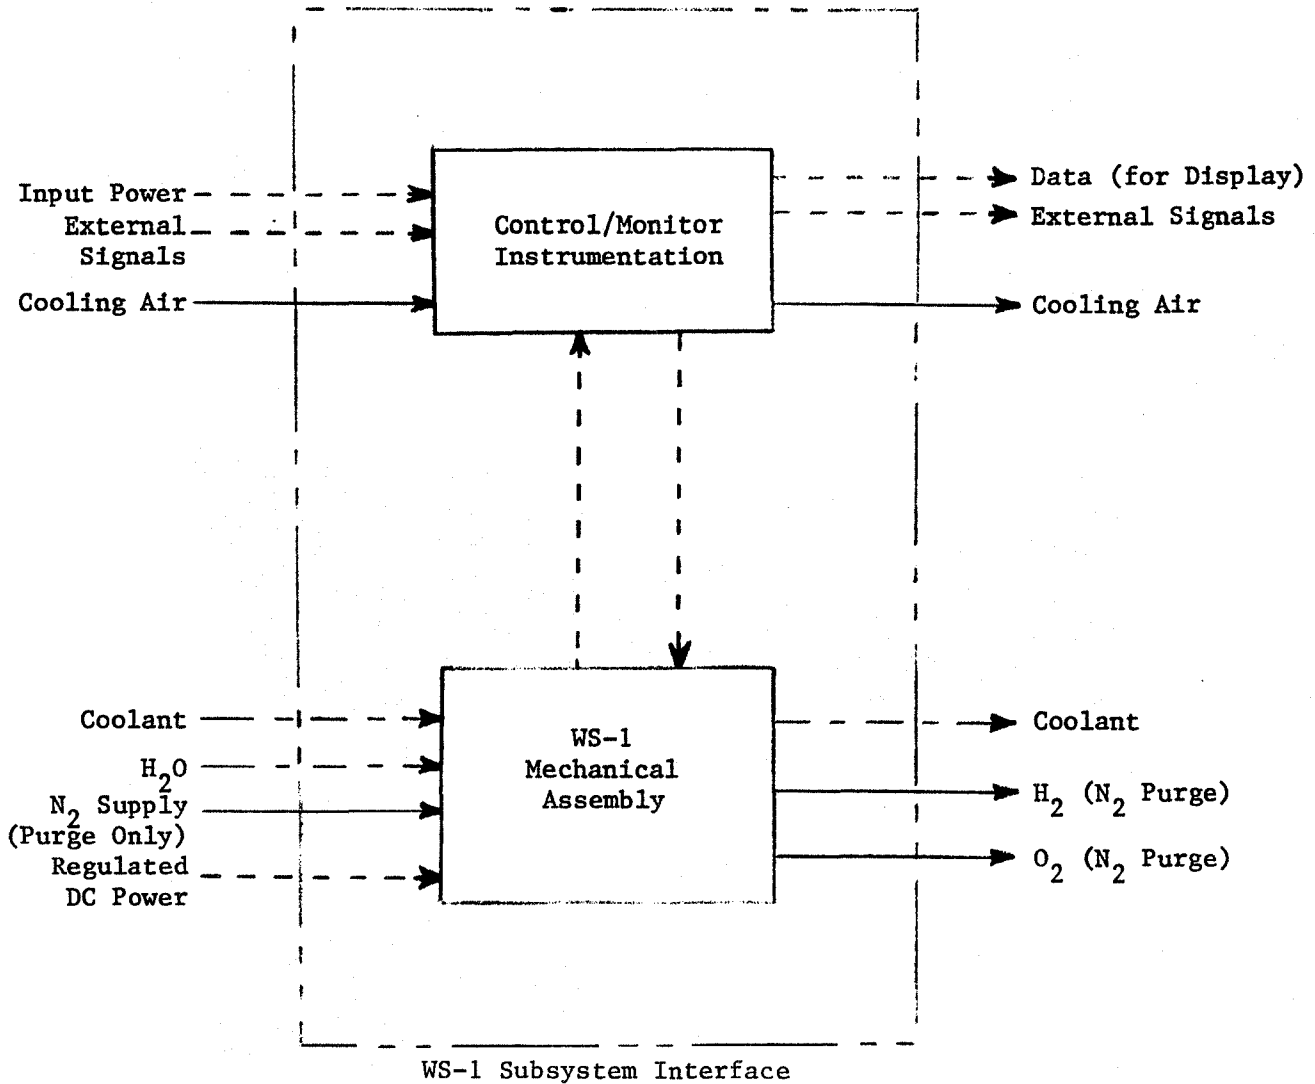 Input Power
External
Signals
Cooling Air
Control/Monitor
Instrumentation
Data (for Display)
External Signals
Cooling Air
Coolant
H2O
N2 Supply
(Purge Only)
Regulated
DC Power
WS-1
Mechanical
Assembly
Coolant
H2 (N2 Purge)
O2 (N2 Purge)
WS-1 Subsystem Interface